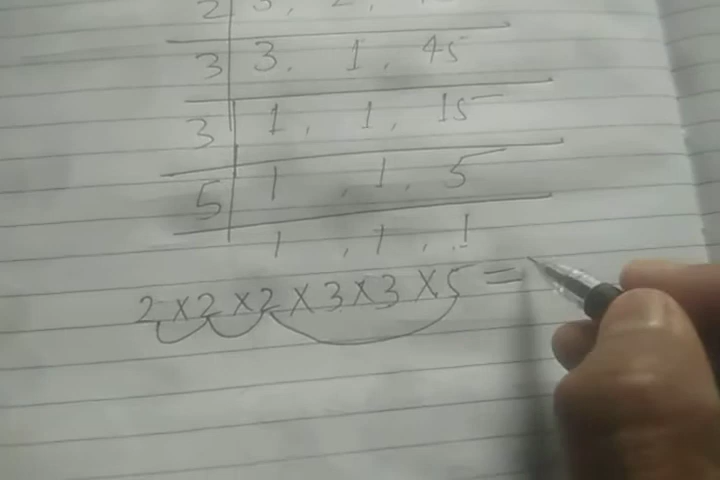 2
3 3, 1, 45
3 1, 1, 15
5 1, 1, 5
1, 1, 1
2×2×2×3×3×5=